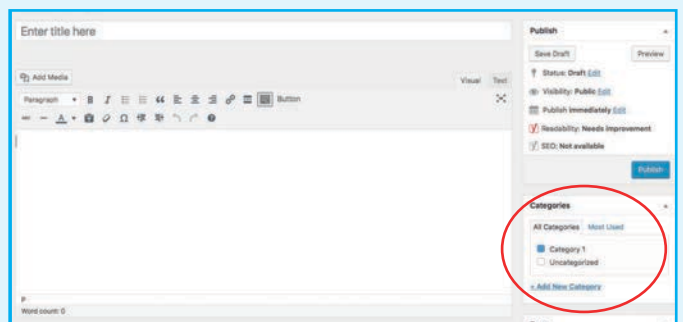 Enter title here
Add Media
Visual Text
Paragraph B I Button
ABC A Ω
P
Word count: 0
Publish
Save Draft Preview
Status: Draft Edit
Visibility: Public Edit
Publish immediately Edit
Readability: Needs improvement
SEO: Not available
Publish
Categories
All Categories Most Used
Category 1
Uncategorized
+ Add New Category